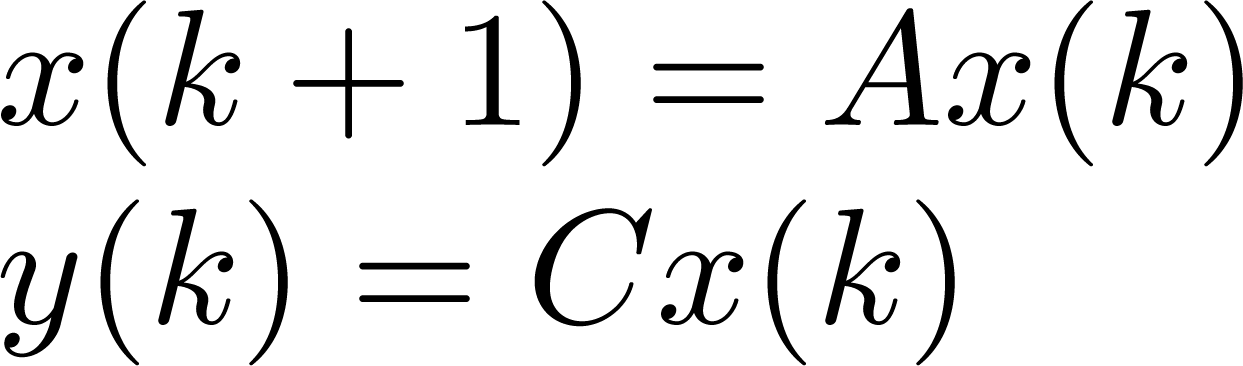 x(k + 1) = Ax(k)
y(k) = Cx(k)